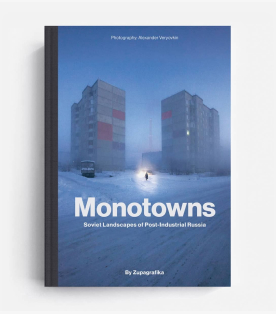 Photography: Alexander Veryovkin
Monotowns
Soviet Landscapes of Post-Industrial Russia
By Zupagrafika